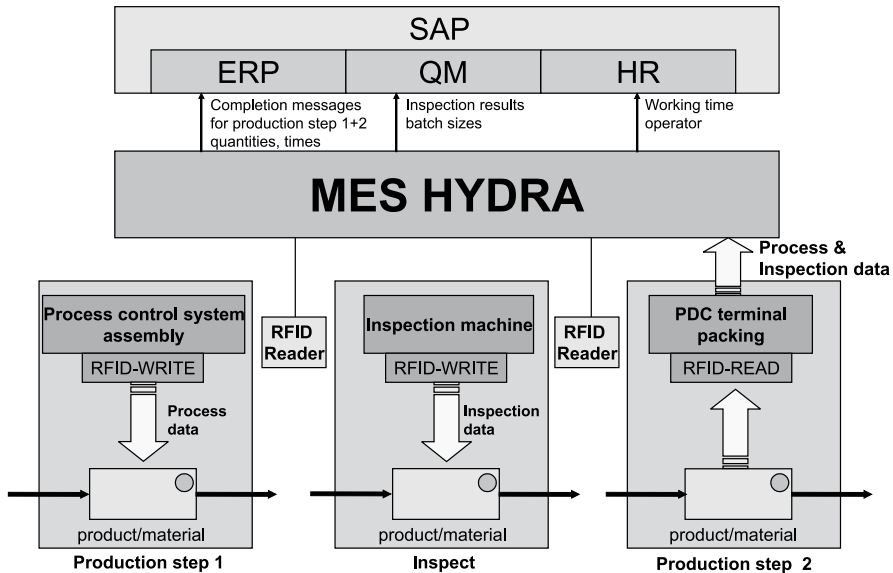 SAP
ERP
QM
HR
Completion messages
for production step 1+2
quantities, times
Inspection results
batch sizes
Working time
operator
MES HYDRA
Process &
Inspection data
Process control system
assembly
RFID-WRITE
Process
data
product/material
Production step 1
RFID
Reader
Inspection machine
RFID-WRITE
Inspection
data
product/material
Inspect
RFID
Reader
PDC terminal
packing
RFID-READ
product/material
Production step 2